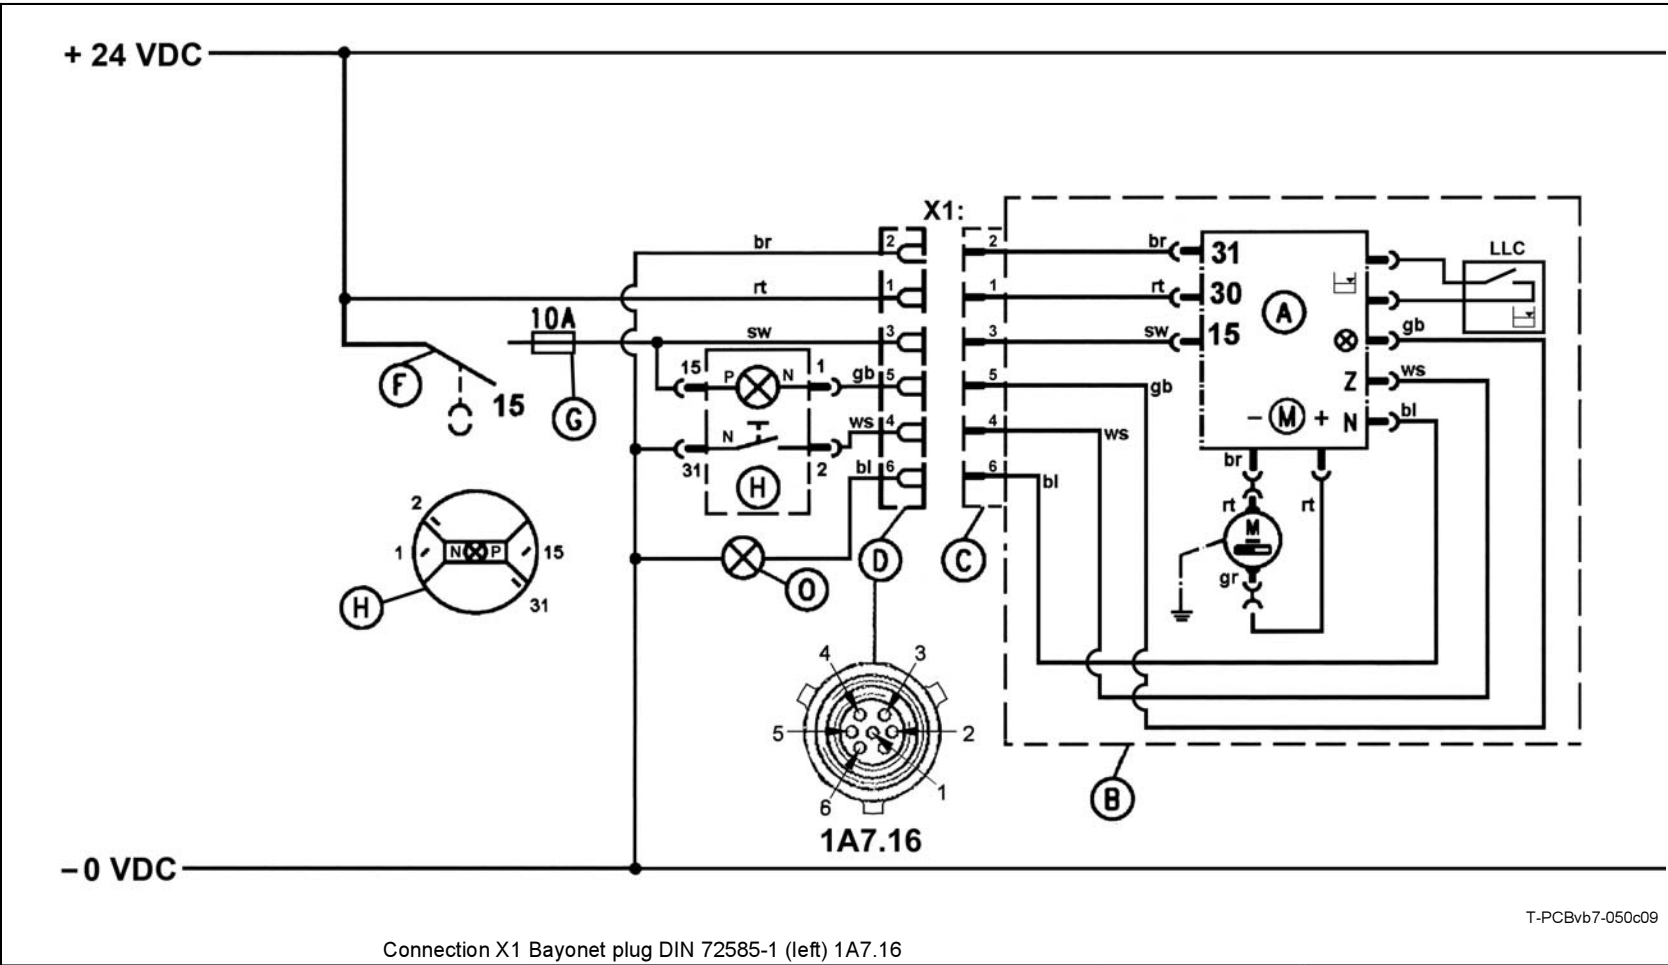 + 24 VDC
X1:
br 2 2 br 31 LLC
rt 1 1 rt 30 A
10A sw 3 3 sw 15 gb
F 15 G
15 P N 1 gb 5 5 gb Z ws
N ws 4 4 ws − M + N bl
31 H 2 bl 6 6 bl br
rt rt
2 M
1 N P 15 O D C gr
H 31
4 3
5 2
6 1 B
1A7.16
− 0 VDC
T-PCBvb7-050c09
Connection X1 Bayonet plug DIN 72585-1 (left) 1A7.16